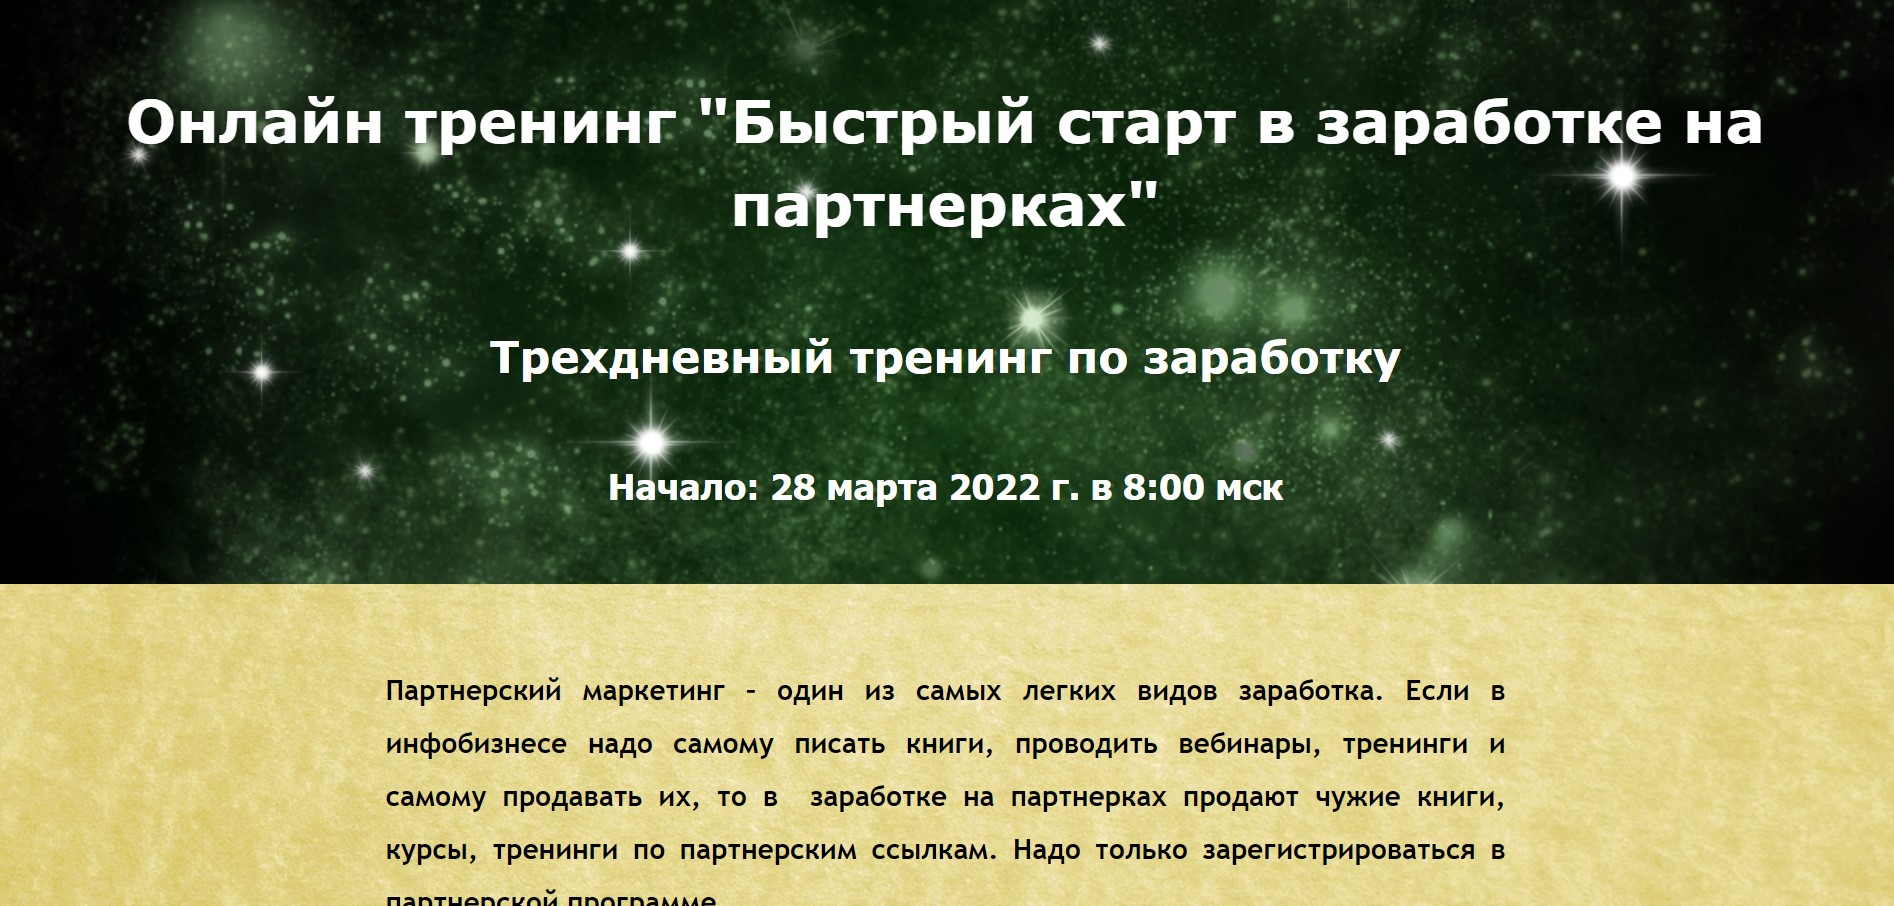 Онлайн тренинг "Быстрый старт в заработке на
партнерках"
Трехдневный тренинг по заработку
Начало: 28 марта 2022 г. в 8:00 мск
Партнерский маркетинг - один из самых легких видов заработка. Если в
инфобизнесе надо самому писать книги, проводить вебинары, тренинги и
самому продавать их, то в заработке на партнерках продают чужие книги,
курсы, тренинги по партнерским ссылкам. Надо только зарегистрироваться в
партнерской программе